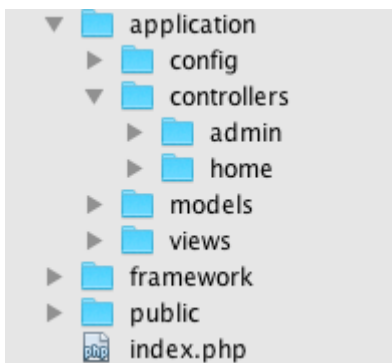 application
config
controllers
admin
home
models
views
framework
public
php
index.php